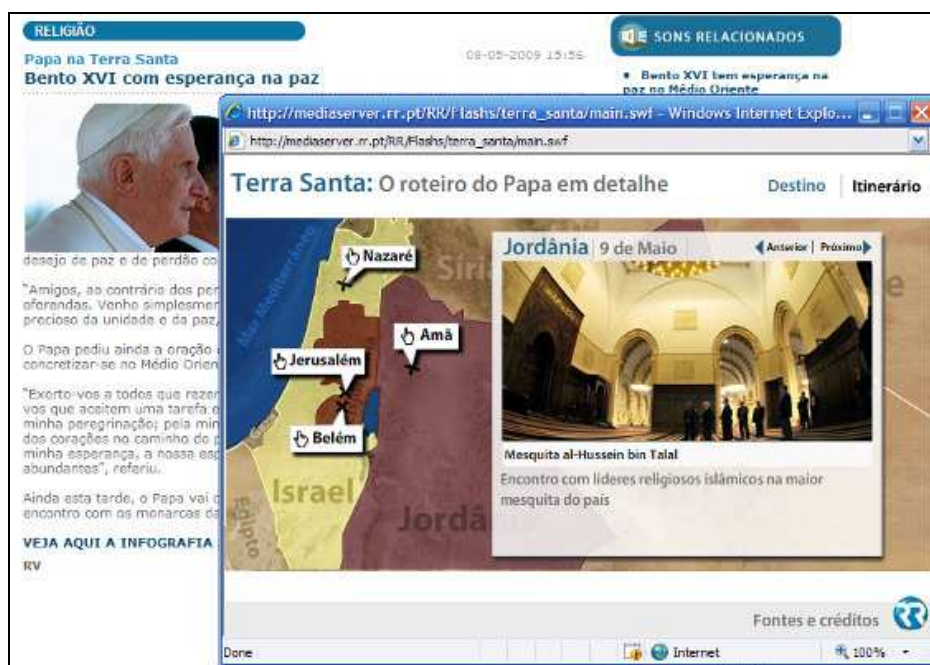 RELIGIÃO
Papa na Terra Santa
08-05-2009 15:56
Bento XVI com esperança na paz
SONS RELACIONADOS
• Bento XVI tem esperança na
paz no Médio Oriente
desejo de paz e de perdão co
"Amigos, ao contrário dos per
oferendas. Venho simplesmer
precioso da unidade e da paz,
O Papa pediu ainda a oração
concretizar-se no Médio Orien
"Exorto-vos a todos que rezer
vos que aceitem uma tarefa e
minha peregrinação; pela min
dos corações no caminho do p
minha esperança, a nossa esp
abundantes", referiu.
Ainda esta tarde, o Papa vai
encontro com os monarcas da
VEJA AQUI A INFOGRAFIA
RV
http://mediaserver.rr.pt/RR/Flashs/terra_santa/main.swf - Windows Internet Explo...
http://mediaserver.rr.pt/RR/Flashs/terra_santa/main.swf
Terra Santa: O roteiro do Papa em detalhe
Destino
Itinerário
Mar Mediterrâneo
Nazaré
Síri
Amã
Jerusalém
Belém
Israel
Egipto
Jordâ
e
Jordânia | 9 de Maio
Anterior | Próximo
Mesquita al-Hussein bin Talal
Encontro com líderes religiosos islâmicos na maior
mesquita do país
Fontes e créditos
Done
Internet
100%